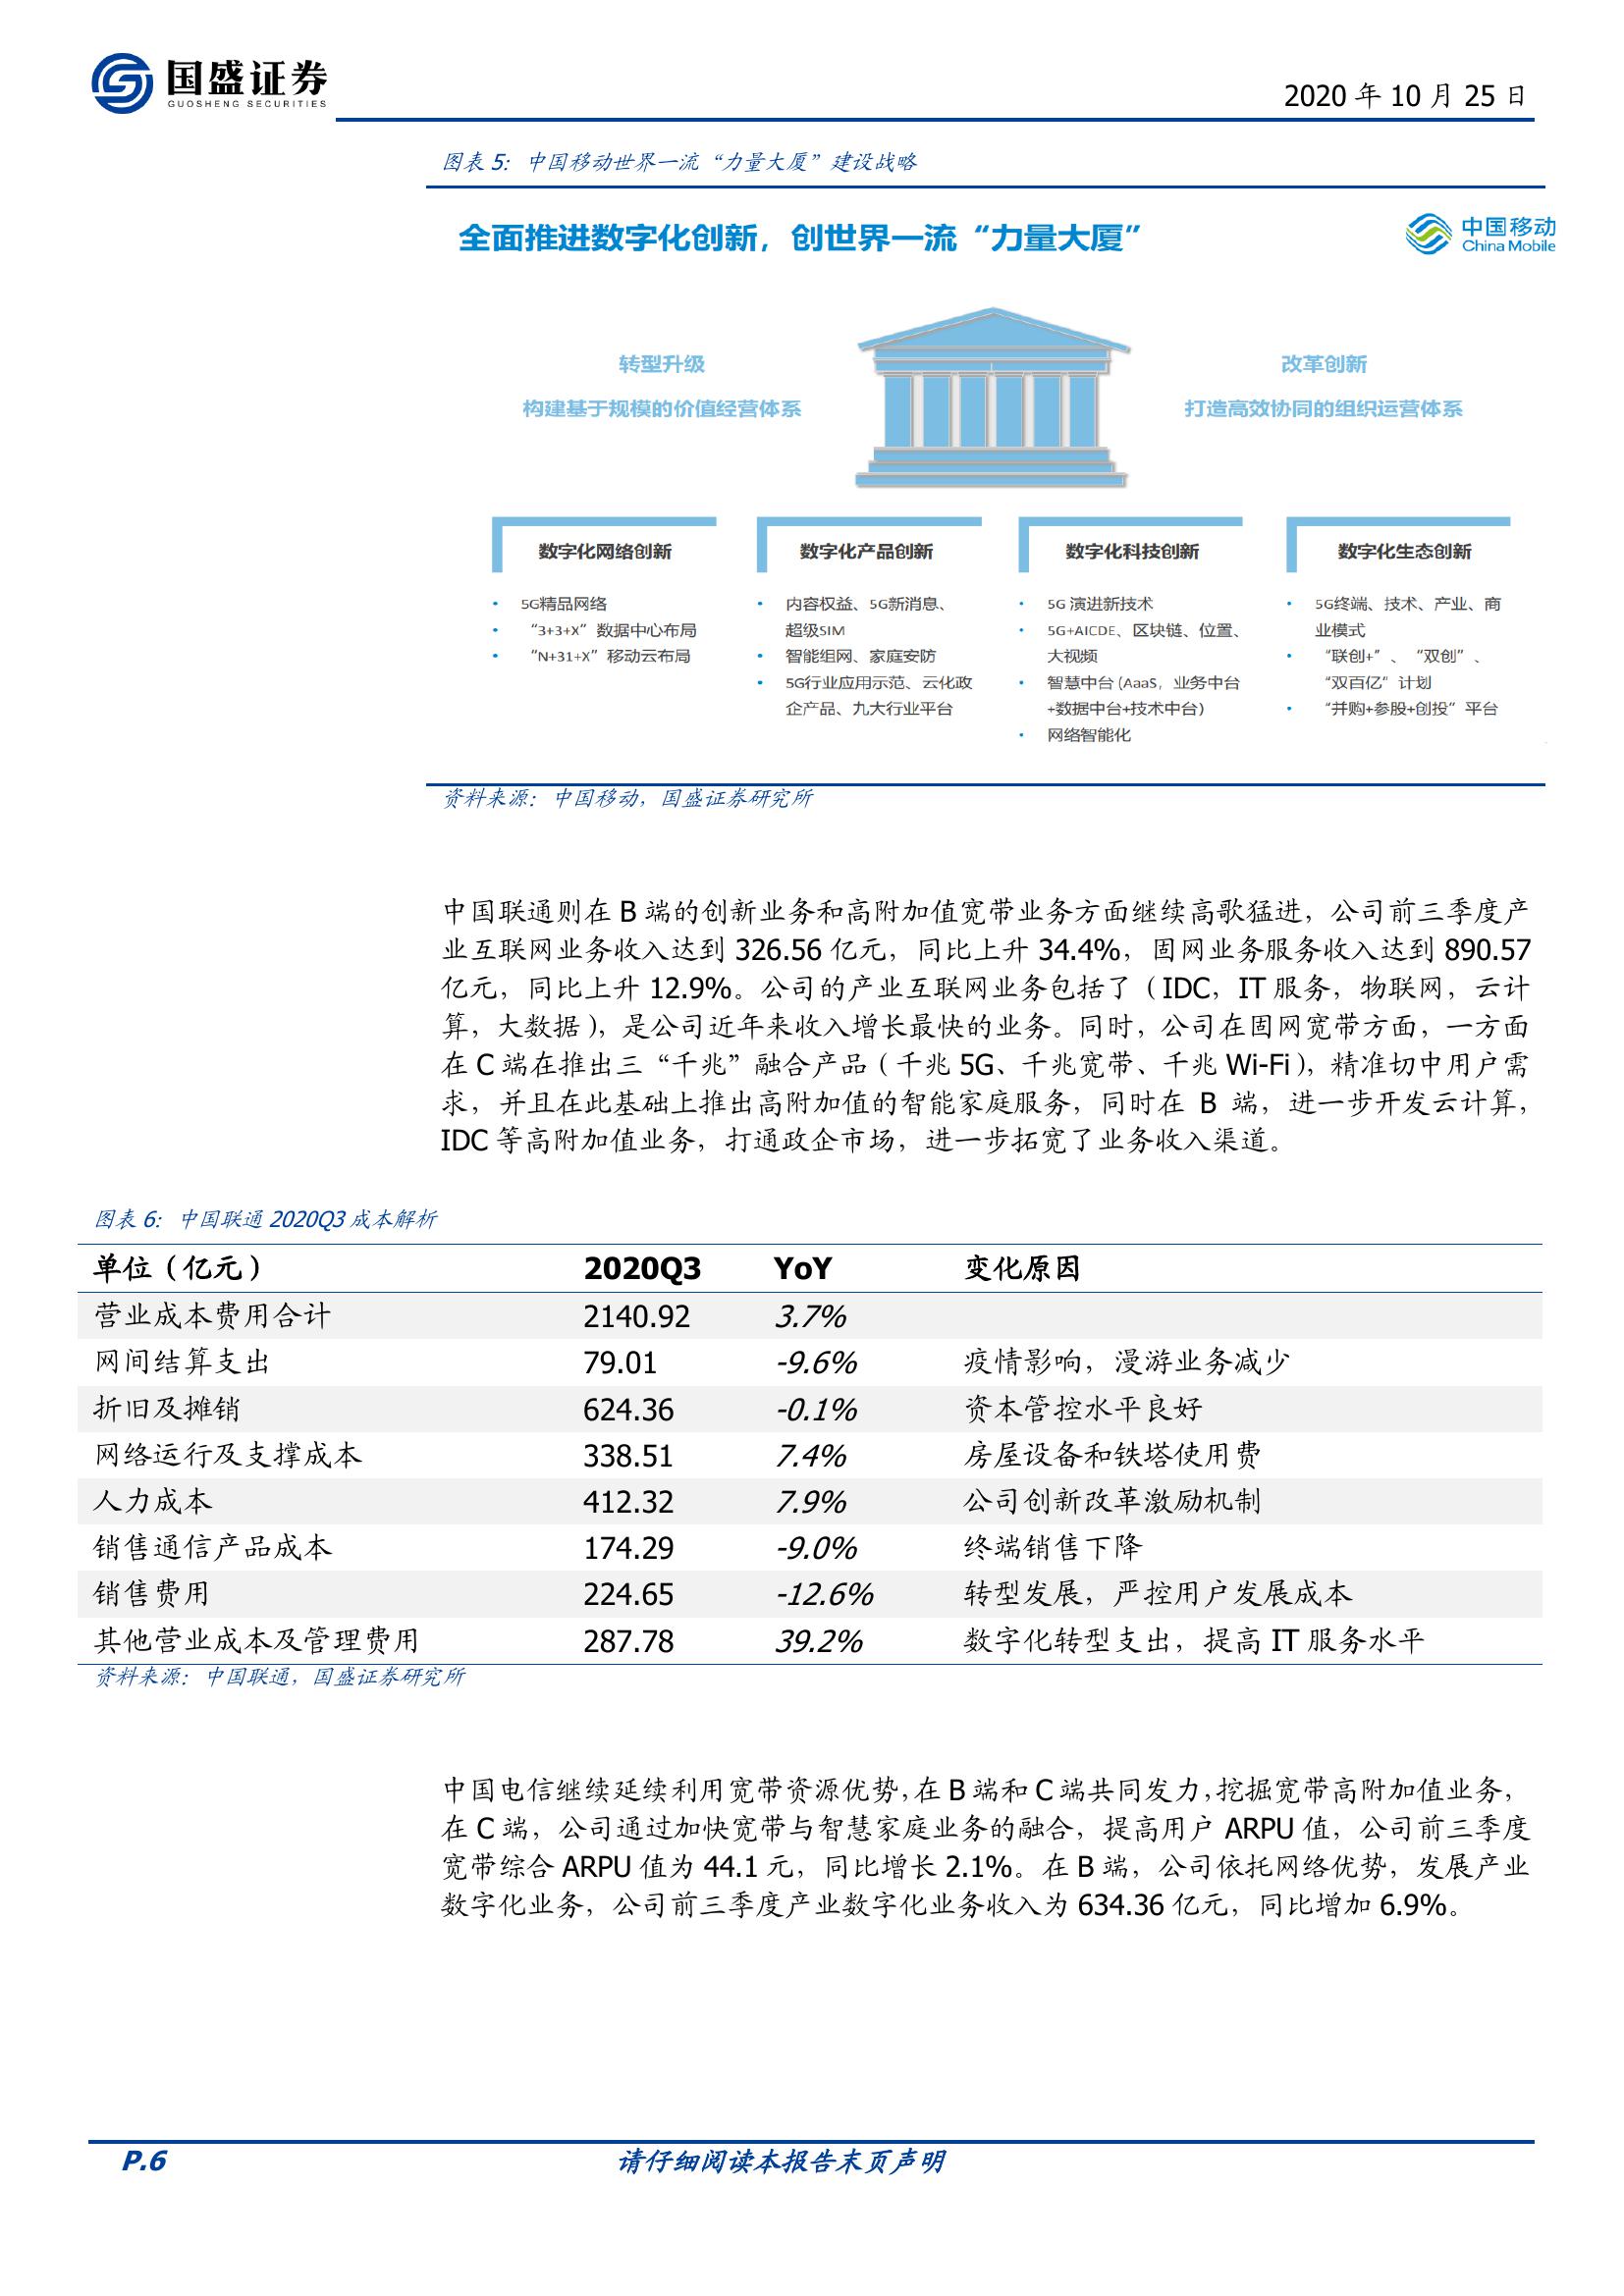 国盛证券
GUOSHENG SECURITIES
2020 年 10 月 25 日
图表 5：中国移动世界一流“力量大厦”建设战略
全面推进数字化创新，创世界一流“力量大厦”
中国移动
China Mobile
转型升级
构建基于规模的价值经营体系
改革创新
打造高效协同的组织运营体系
数字化网络创新
• 5G精品网络
• “3+3+X”数据中心布局
• “N+31+X”移动云布局
数字化产品创新
• 内容权益、5G新消息、
超级SIM
• 智能组网、家庭安防
• 5G行业应用示范、云化政
企产品、九大行业平台
数字化科技创新
• 5G 演进新技术
• 5G+AICDE、区块链、位置、
大视频
• 智慧中台 (AaaS，业务中台
+数据中台+技术中台)
• 网络智能化
数字化生态创新
• 5G终端、技术、产业、商
业模式
• “联创+”、“双创”、
“双百亿”计划
• “并购+参股+创投”平台
资料来源：中国移动，国盛证券研究所
中国联通则在 B 端的创新业务和高附加值宽带业务方面继续高歌猛进，公司前三季度产
业互联网业务收入达到 326.56 亿元，同比上升 34.4%，固网业务服务收入达到 890.57
亿元，同比上升 12.9%。公司的产业互联网业务包括了（IDC，IT 服务，物联网，云计
算，大数据），是公司近年来收入增长最快的业务。同时，公司在固网宽带方面，一方面
在 C 端在推出三“千兆”融合产品（千兆 5G、千兆宽带、千兆 Wi-Fi），精准切中用户需
求，并且在此基础上推出高附加值的智能家庭服务，同时在 B 端，进一步开发云计算，
IDC 等高附加值业务，打通政企市场，进一步拓宽了业务收入渠道。
图表 6：中国联通 2020Q3 成本解析
单位（亿元） 2020Q3 YoY 变化原因
营业成本费用合计 2140.92 3.7%
网间结算支出 79.01 -9.6% 疫情影响，漫游业务减少
折旧及摊销 624.36 -0.1% 资本管控水平良好
网络运行及支撑成本 338.51 7.4% 房屋设备和铁塔使用费
人力成本 412.32 7.9% 公司创新改革激励机制
销售通信产品成本 174.29 -9.0% 终端销售下降
销售费用 224.65 -12.6% 转型发展，严控用户发展成本
其他营业成本及管理费用 287.78 39.2% 数字化转型支出，提高 IT 服务水平
资料来源：中国联通，国盛证券研究所
中国电信继续延续利用宽带资源优势,在 B 端和 C 端共同发力,挖掘宽带高附加值业务，
在 C 端，公司通过加快宽带与智慧家庭业务的融合，提高用户 ARPU 值，公司前三季度
宽带综合 ARPU 值为 44.1 元，同比增长 2.1%。在 B 端，公司依托网络优势，发展产业
数字化业务，公司前三季度产业数字化业务收入为 634.36 亿元，同比增加 6.9%。
P.6
请仔细阅读本报告末页声明